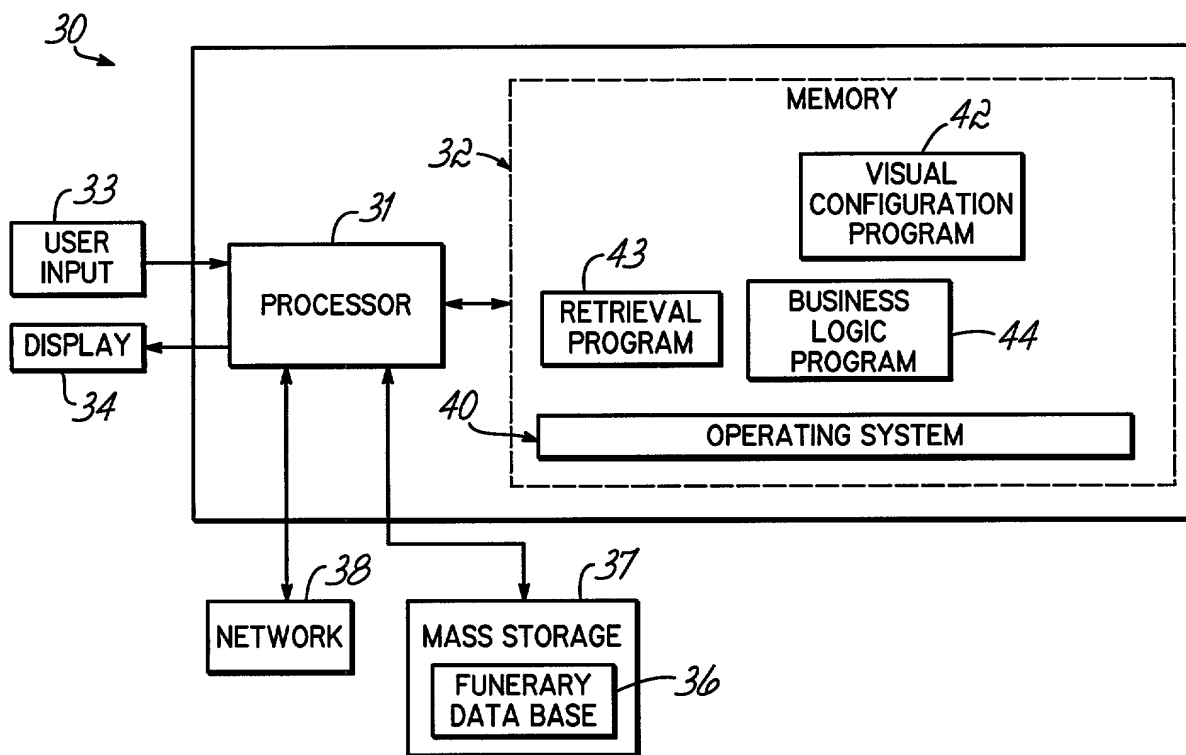 30
MEMORY
42
32
VISUAL
CONFIGURATION
PROGRAM
33
USER
INPUT
31
PROCESSOR
43
RETRIEVAL
PROGRAM
BUSINESS
LOGIC
PROGRAM
44
DISPLAY
34
40
OPERATING SYSTEM
38
NETWORK
37
MASS STORAGE
FUNERARY
DATA BASE
36